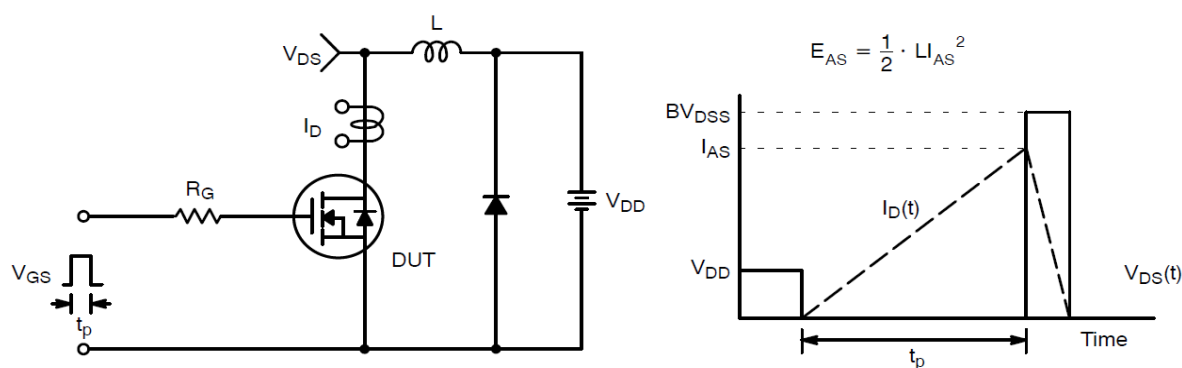 L
V_DS
I_D
R_G
V_DD
DUT
V_GS
t_p
E_AS = 1/2 · LI_AS^2
BV_DSS
I_AS
I_D(t)
V_DD
V_DS(t)
Time
t_p